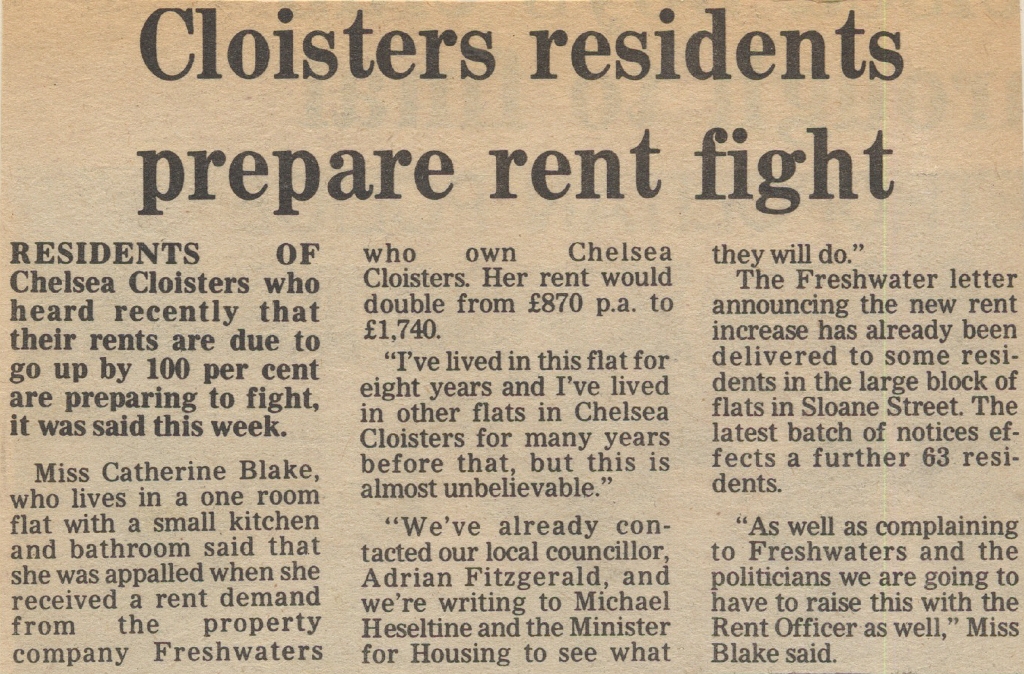 Cloisters residents
prepare rent fight
RESIDENTS OF
Chelsea Cloisters who
heard recently that
their rents are due to
go up by 100 per cent
are preparing to fight,
it was said this week.
Miss Catherine Blake,
who lives in a one room
flat with a small kitchen
and bathroom said that
she was appalled when she
received a rent demand
from the property
company Freshwaters
who own Chelsea
Cloisters. Her rent would
double from £870 p.a. to
£1,740.
“I’ve lived in this flat for
eight years and I’ve lived
in other flats in Chelsea
Cloisters for many years
before that, but this is
almost unbelievable.”
“We’ve already con-
tacted our local councillor,
Adrian Fitzgerald, and
we’re writing to Michael
Heseltine and the Minister
for Housing to see what
they will do.”
The Freshwater letter
announcing the new rent
increase has already been
delivered to some resi-
dents in the large block of
flats in Sloane Street. The
latest batch of notices ef-
fects a further 63 resi-
dents.
“As well as complaining
to Freshwaters and the
politicians we are going to
have to raise this with the
Rent Officer as well,” Miss
Blake said.